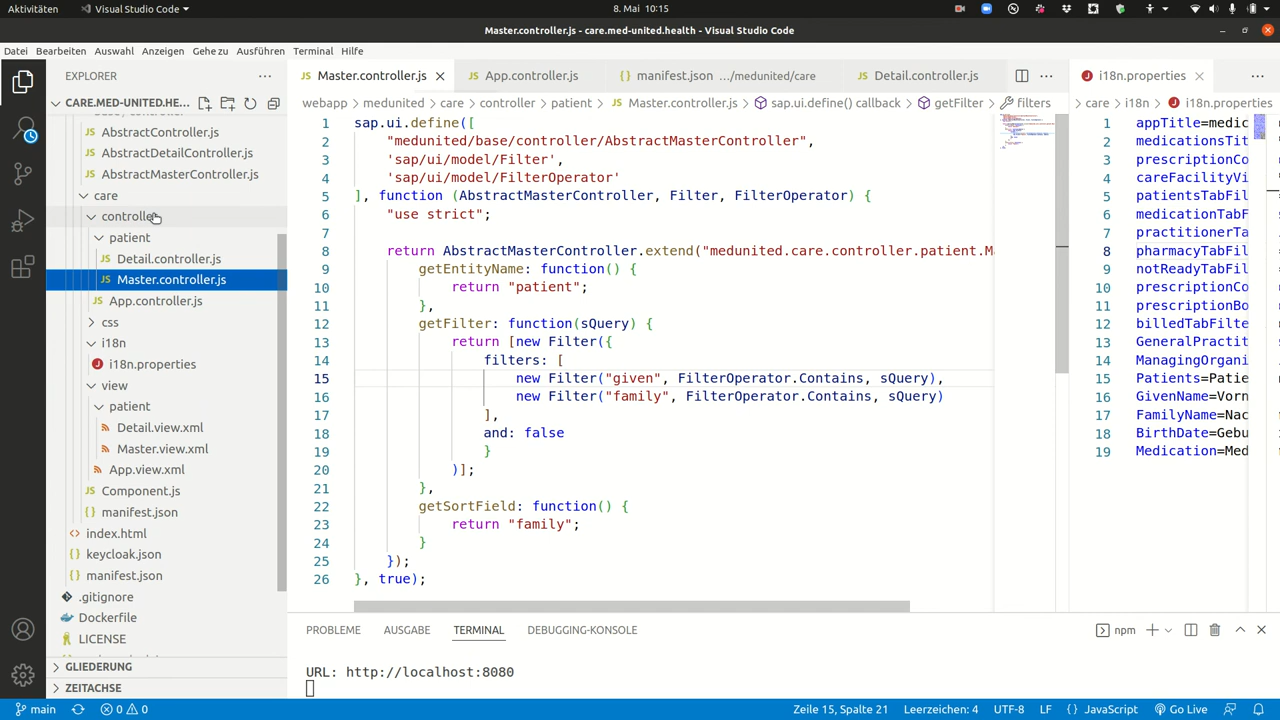 Aktivitäten
Visual Studio Code
8. Mai 10:15
Master.controller.js - care.med-united.health - Visual Studio Code
Datei Bearbeiten Auswahl Anzeigen Gehe zu Ausführen Terminal Hilfe
EXPLORER
CARE.MED-UNITED.HE...
AbstractController.js
AbstractDetailController.js
AbstractMasterController.js
care
controller
patient
Detail.controller.js
Master.controller.js
App.controller.js
css
i18n
i18n.properties
view
patient
Detail.view.xml
Master.view.xml
App.view.xml
Component.js
manifest.json
index.html
keycloak.json
manifest.json
.gitignore
Dockerfile
LICENSE
GLIEDERUNG
ZEITACHSE
Master.controller.js
App.controller.js
manifest.json .../medunited/care
Detail.controller.js
webapp > medunited > care > controller > patient > Master.controller.js > sap.ui.define() callback > getFilter > filters
1 sap.ui.define([
2 "medunited/base/controller/AbstractMasterController",
3 'sap/ui/model/Filter',
4 'sap/ui/model/FilterOperator'
5 ], function (AbstractMasterController, Filter, FilterOperator) {
6 "use strict";
7
8 return AbstractMasterController.extend("medunited.care.controller.patient.M
9 getEntityName: function() {
10 return "patient";
11 },
12 getFilter: function(sQuery) {
13 return [new Filter({
14 filters: [
15 new Filter("given", FilterOperator.Contains, sQuery),
16 new Filter("family", FilterOperator.Contains, sQuery)
17 ],
18 and: false
19 }
20 )];
21 },
22 getSortField: function() {
23 return "family";
24 }
25 });
26 }, true);
i18n.properties
> care > i18n > i18n.properties
1 appTitle=medic
2 medicationsTit
3 prescriptionCo
4 careFacilityVi
5 patientsTabFil
6 medicationTabF
7 practitionerTa
8 pharmacyTabFil
9 notReadyTabFil
10 prescriptionCo
11 prescriptionBo
12 billedTabFilte
13 GeneralPractit
14 ManagingOrgani
15 Patients=Patie
16 GivenName=Vorn
17 FamilyName=Nac
18 BirthDate=Gebu
19 Medication=Med
PROBLEME AUSGABE TERMINAL DEBUGGING-KONSOLE
npm
URL: http://localhost:8080
main
0 0
Zeile 15, Spalte 21 Leerzeichen: 4 UTF-8 LF {} JavaScript Go Live